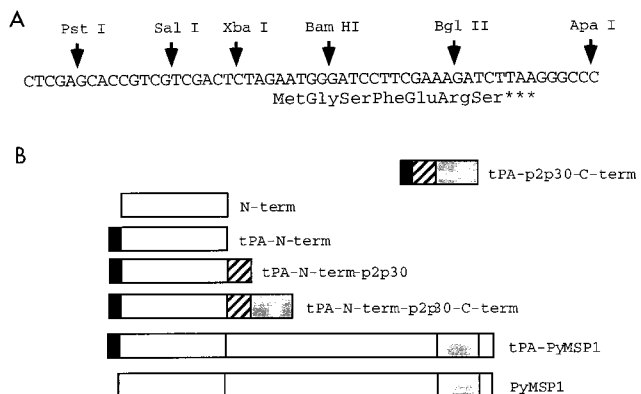 A
Pst I Sal I Xba I Bam HI Bgl II Apa I
CTCGAGCACCGTCGTCGACTCTAGAATGGGATCCTTCGAAAGATCTTAAGGGCCC
MetGlySerPheGluArgSer***
B
tPA-p2p30-C-term
N-term
tPA-N-term
tPA-N-term-p2p30
tPA-N-term-p2p30-C-term
tPA-PyMSP1
PyMSP1